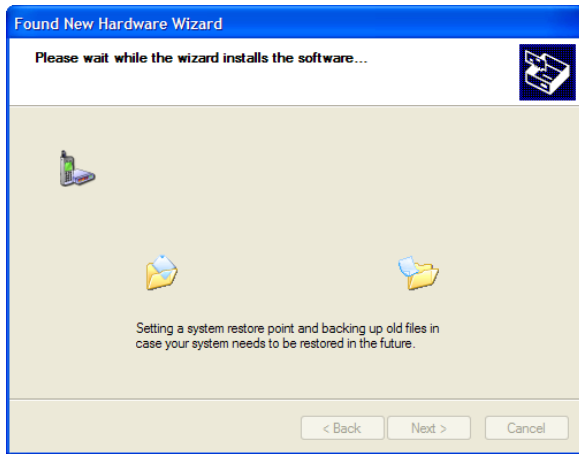 Found New Hardware Wizard
Please wait while the wizard installs the software...
Setting a system restore point and backing up old files in
case your system needs to be restored in the future.
< Back
Next >
Cancel